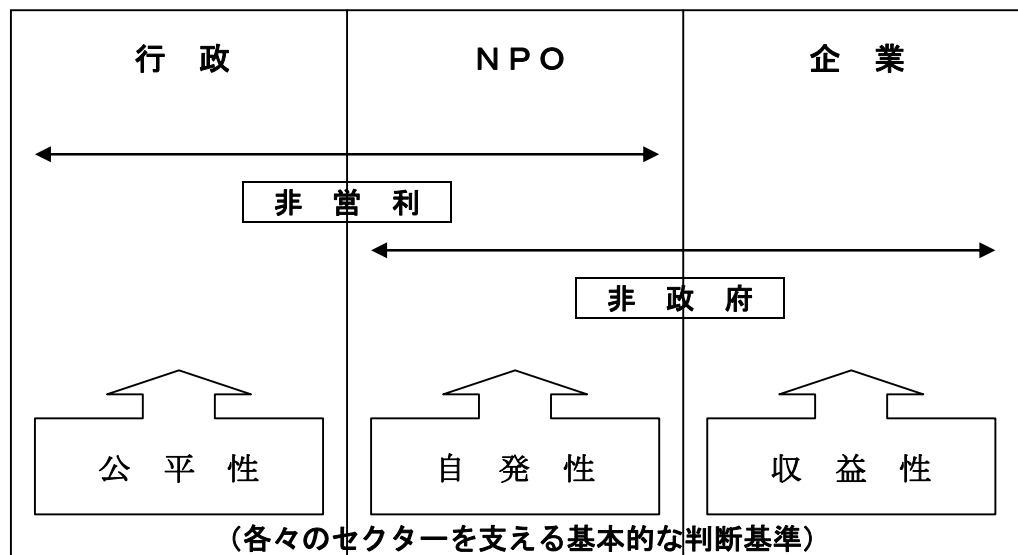 行 政
ＮＰＯ
企 業
非 営 利
非 政 府
公 平 性
自 発 性
収 益 性
（各々のセクターを支える基本的な判断基準）